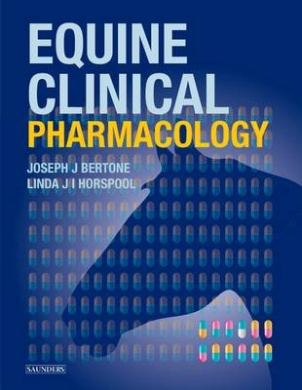 EQUINE
CLINICAL
PHARMACOLOGY
JOSEPH J BERTONE
LINDA J I HORSPOOL
SAUNDERS